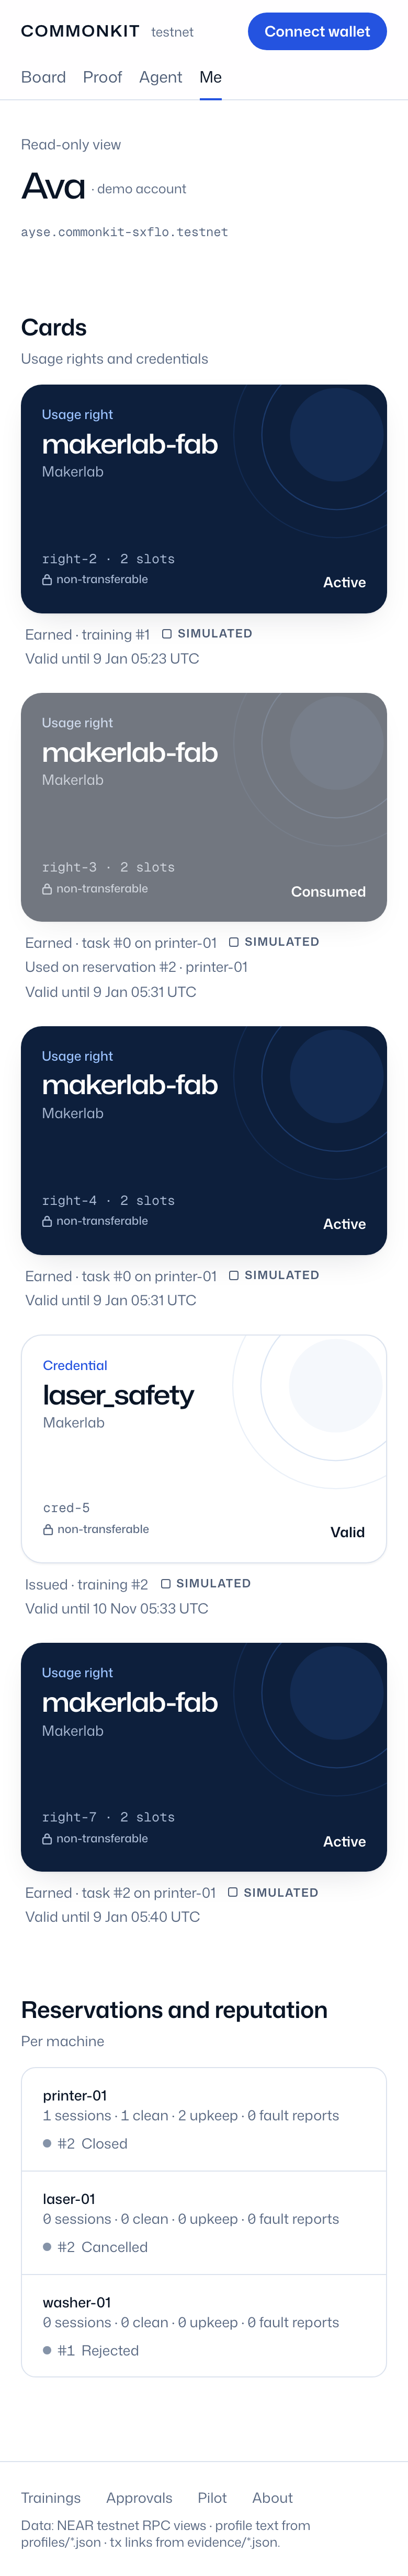 COMMONKIT testnet Connect wallet
Board Proof Agent Me
Read-only view
Ava · demo account
ayse.commonkit-sxflo.testnet
Cards
Usage rights and credentials
Usage right
makerlab-fab
Makerlab
right-2 · 2 slots
non-transferable Active
Earned · training #1 SIMULATED
Valid until 9 Jan 05:23 UTC
Usage right
makerlab-fab
Makerlab
right-3 · 2 slots
non-transferable Consumed
Earned · task #0 on printer-01 SIMULATED
Used on reservation #2 · printer-01
Valid until 9 Jan 05:31 UTC
Usage right
makerlab-fab
Makerlab
right-4 · 2 slots
non-transferable Active
Earned · task #0 on printer-01 SIMULATED
Valid until 9 Jan 05:31 UTC
Credential
laser_safety
Makerlab
cred-5
non-transferable Valid
Issued · training #2 SIMULATED
Valid until 10 Nov 05:33 UTC
Usage right
makerlab-fab
Makerlab
right-7 · 2 slots
non-transferable Active
Earned · task #2 on printer-01 SIMULATED
Valid until 9 Jan 05:40 UTC
Reservations and reputation
Per machine
printer-01
1 sessions · 1 clean · 2 upkeep · 0 fault reports
#2 Closed
laser-01
0 sessions · 0 clean · 0 upkeep · 0 fault reports
#2 Cancelled
washer-01
0 sessions · 0 clean · 0 upkeep · 0 fault reports
#1 Rejected
Trainings Approvals Pilot About
Data: NEAR testnet RPC views · profile text from
profiles/*.json · tx links from evidence/*.json.